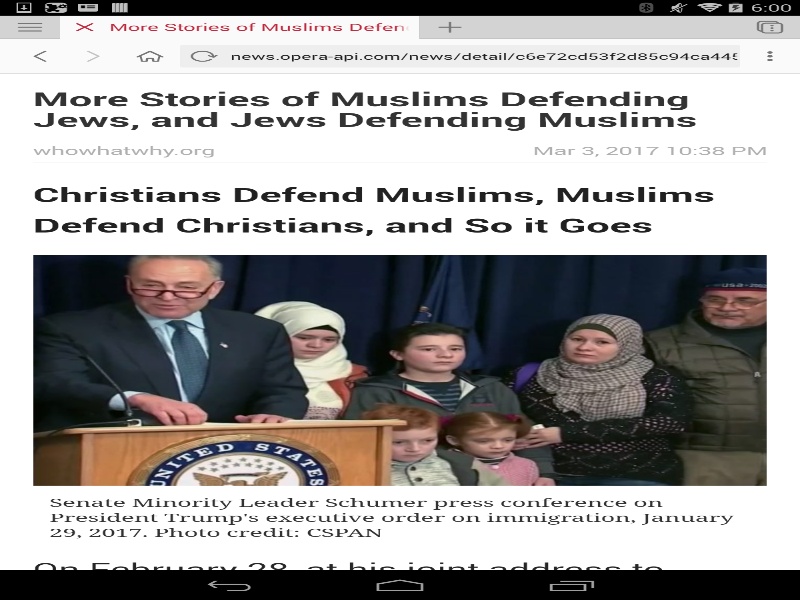 6:00
More Stories of Muslims Defen
news.opera-api.com/news/detail/c6e72cd53f2d85c94ca445
More Stories of Muslims Defending
Jews, and Jews Defending Muslims
whowhatwhy.org
Mar 3, 2017 10:38 PM
Christians Defend Muslims, Muslims
Defend Christians, and So it Goes
UNITED STATES
Senate Minority Leader Schumer press conference on
President Trump's executive order on immigration, January
29, 2017. Photo credit: CSPAN
On February 28, at his joint address to